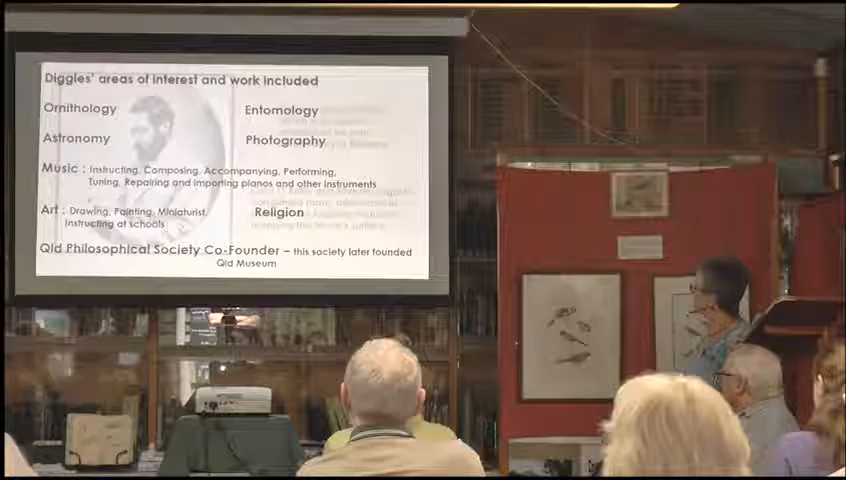 Diggles' areas of interest and work included
Ornithology
Entomology
Astronomy
Photography
Music : Instructing, Composing, Accompanying, Performing,
Tuning, Repairing and importing pianos and other instruments
Art : Drawing, Painting, Miniaturist,
Instructing at schools
Religion
Qld Philosophical Society Co-Founder – this society later founded
Qld Museum